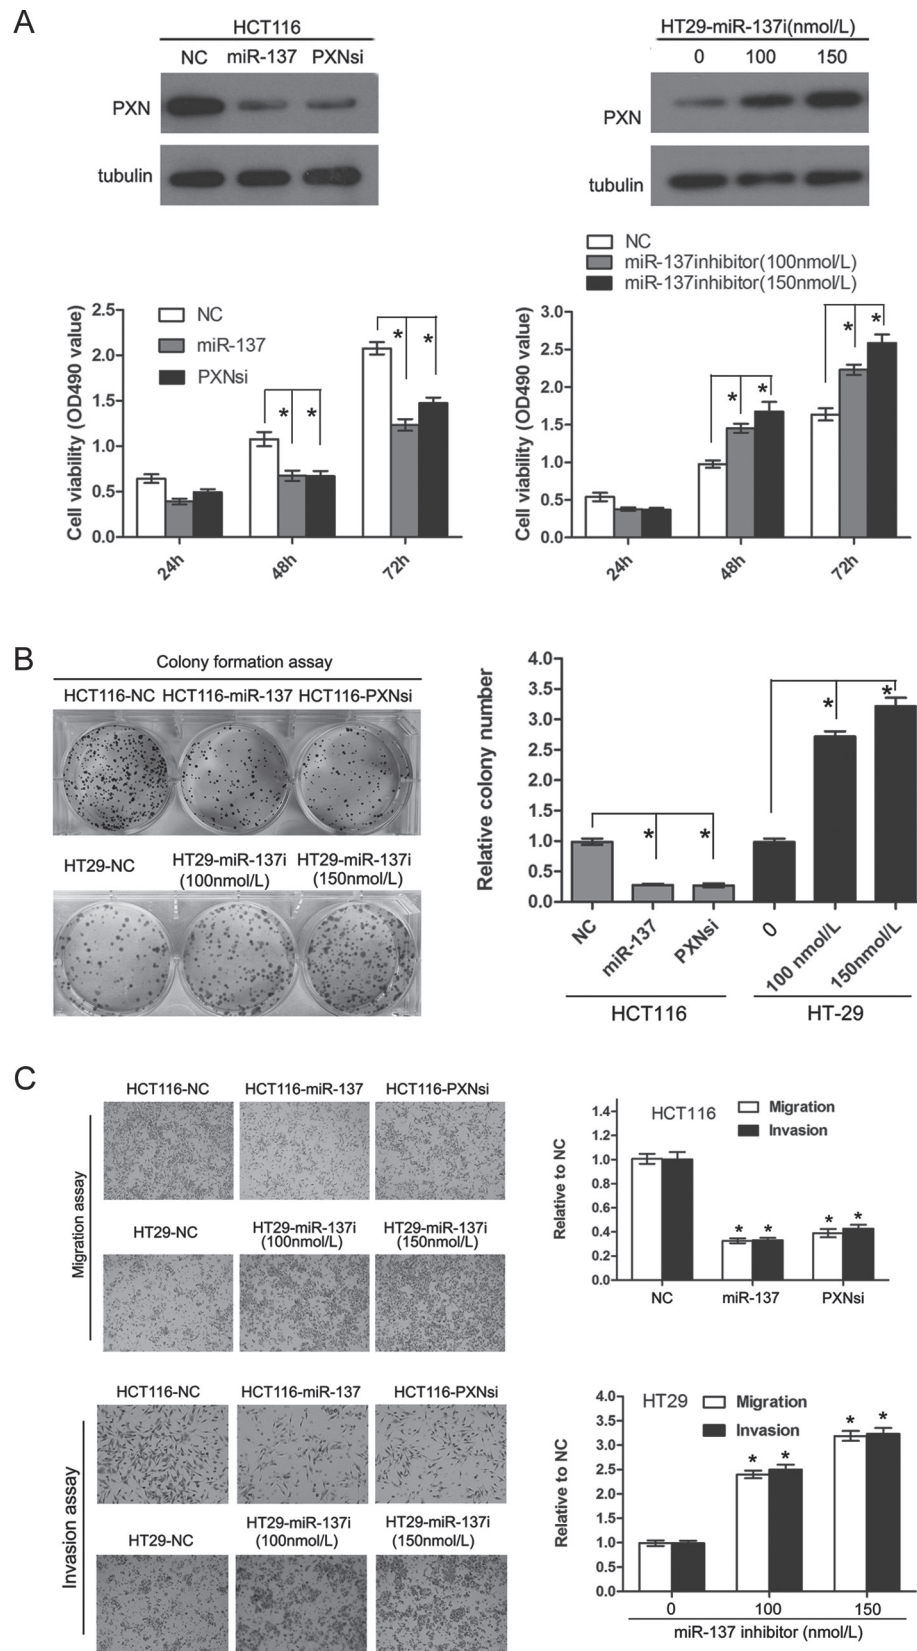 A
HCT116
NC miR-137 PXNsi
PXN
tubulin
HT29-miR-137i(nmol/L)
0 100 150
PXN
tubulin
NC
miR-137inhibitor(100nmol/L)
miR-137inhibitor(150nmol/L)
Cell viability (OD490 value)
2.5
2.0
1.5
1.0
0.5
0.0
NC
miR-137
PXNsi
* *
* *
24h 48h 72h
Cell viability (OD490 value)
3.0
2.5
2.0
1.5
1.0
0.5
0.0
* *
* *
24h 48h 72h
B
Colony formation assay
HCT116-NC HCT116-miR-137 HCT116-PXNsi
HT29-NC HT29-miR-137i (100nmol/L) HT29-miR-137i (150nmol/L)
Relative colony number
4.0
3.5
3.0
2.5
2.0
1.5
1.0
0.5
0.0
* *
* *
NC miR-137 PXNsi 0 100 nmol/L 150nmol/L
HCT116 HT-29
C
Migration assay
HCT116-NC HCT116-miR-137 HCT116-PXNsi
HT29-NC HT29-miR-137i (100nmol/L) HT29-miR-137i (150nmol/L)
Invasion assay
HCT116-NC HCT116-miR-137 HCT116-PXNsi
HT29-NC HT29-miR-137i (100nmol/L) HT29-miR-137i (150nmol/L)
HCT116
Migration
Invasion
Relative to NC
1.4
1.2
1.0
0.8
0.6
0.4
0.2
0.0
* * * *
NC miR-137 PXNsi
HT29
Migration
Invasion
Relative to NC
4.0
3.5
3.0
2.5
2.0
1.5
1.0
0.5
0.0
* * * *
0 100 150
miR-137 inhibitor (nmol/L)